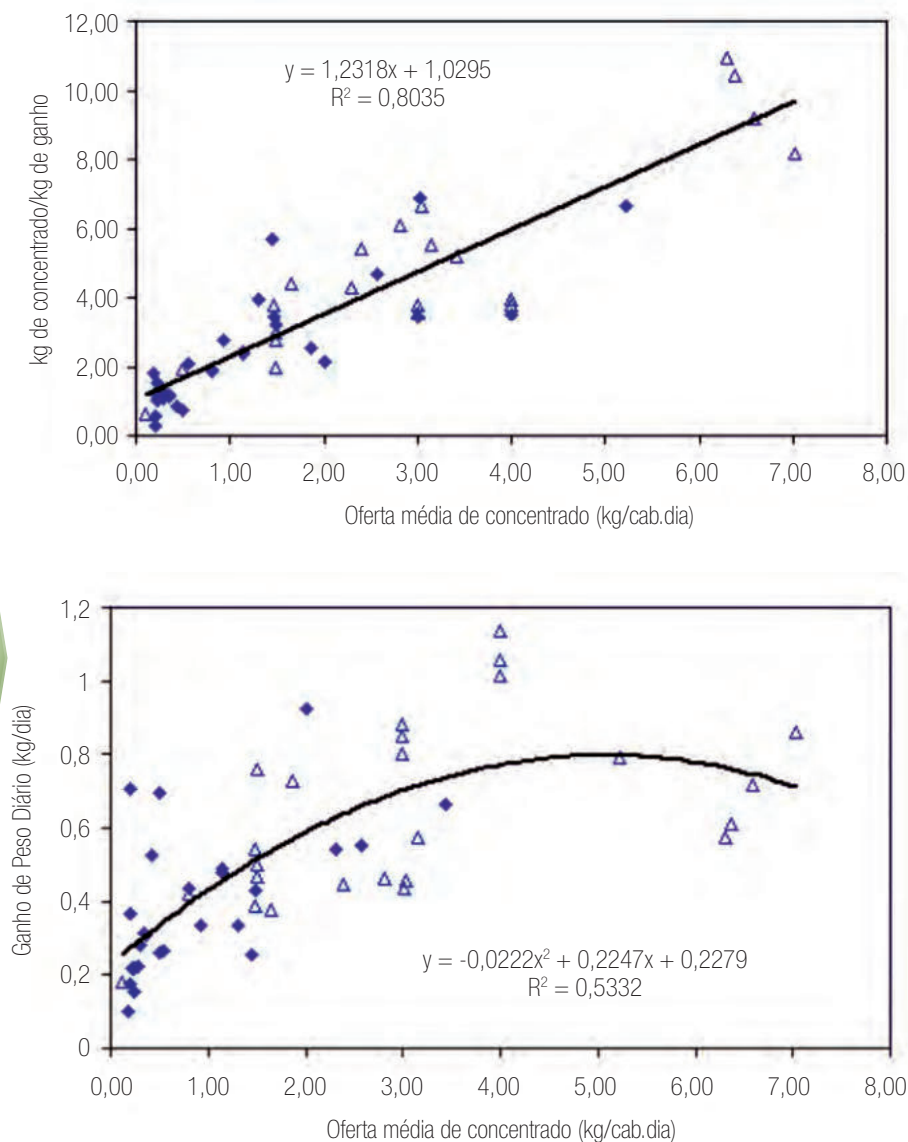 12,00
10,00
8,00
6,00
4,00
2,00
0,00
kg de concentrado/kg de ganho
y = 1,2318x + 1,0295
R² = 0,8035
0,00 1,00 2,00 3,00 4,00 5,00 6,00 7,00 8,00
Oferta média de concentrado (kg/cab.dia)
1,2
1
0,8
0,6
0,4
0,2
0
Ganho de Peso Diário (kg/dia)
y = -0,0222x² + 0,2247x + 0,2279
R² = 0,5332
0,00 1,00 2,00 3,00 4,00 5,00 6,00 7,00 8,00
Oferta média de concentrado (kg/cab.dia)